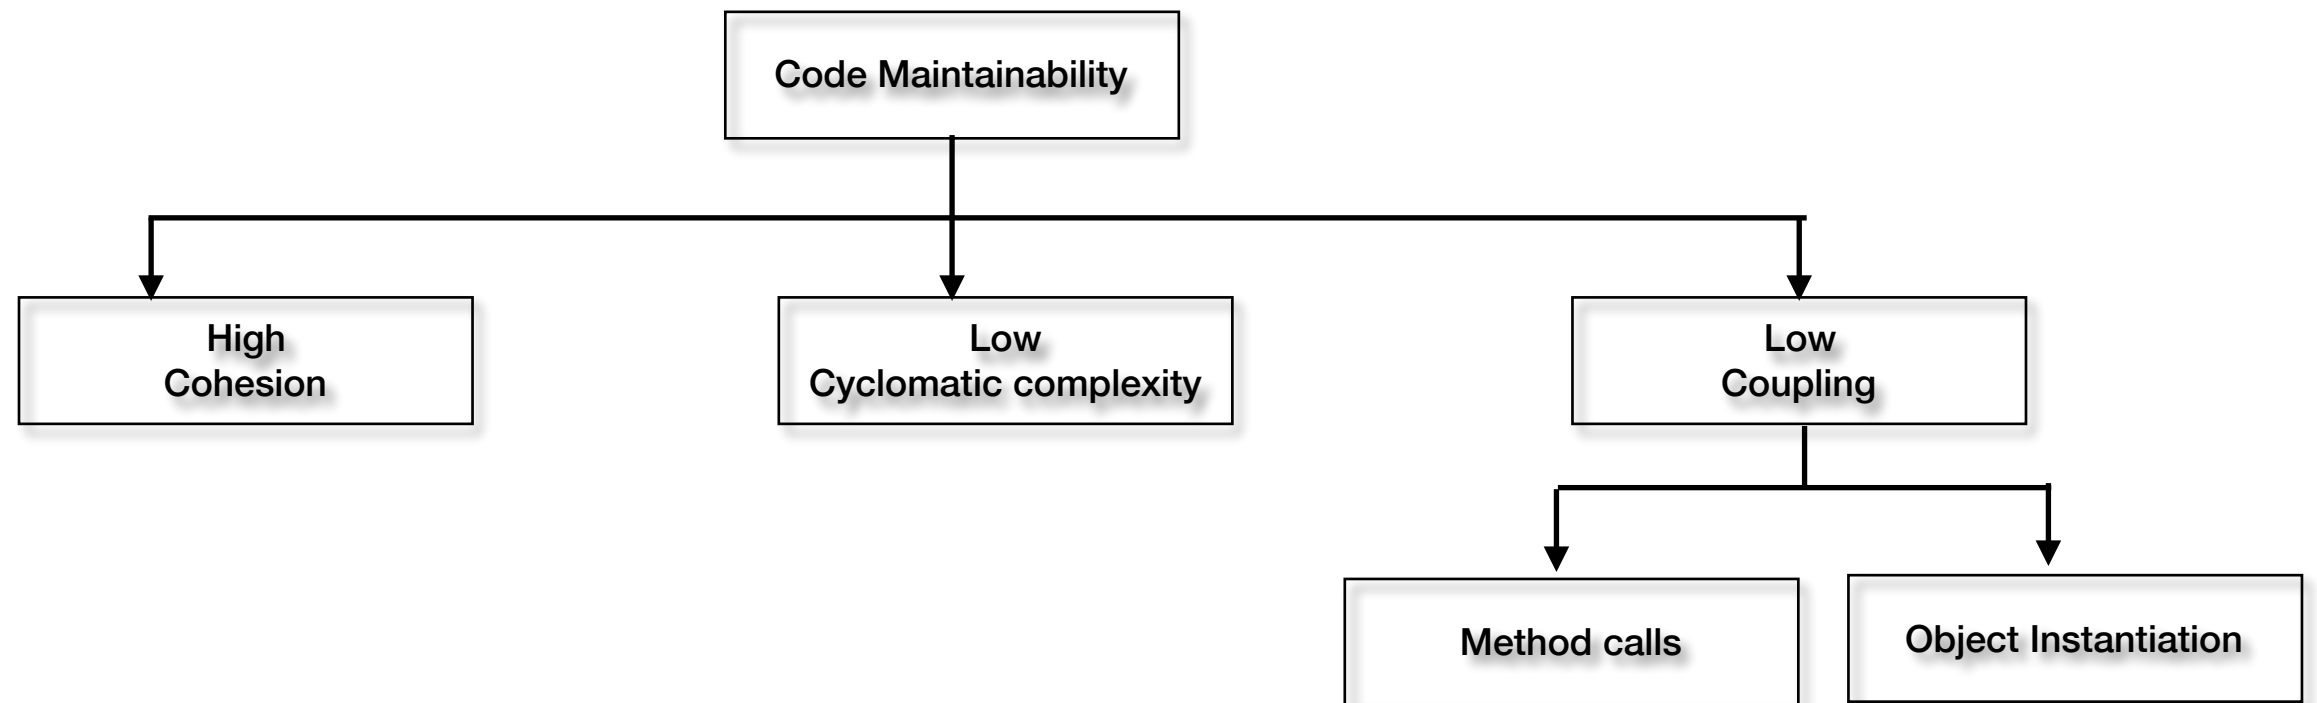 Code Maintainability
High
Cohesion
Low
Cyclomatic complexity
Low
Coupling
Method calls
Object Instantiation